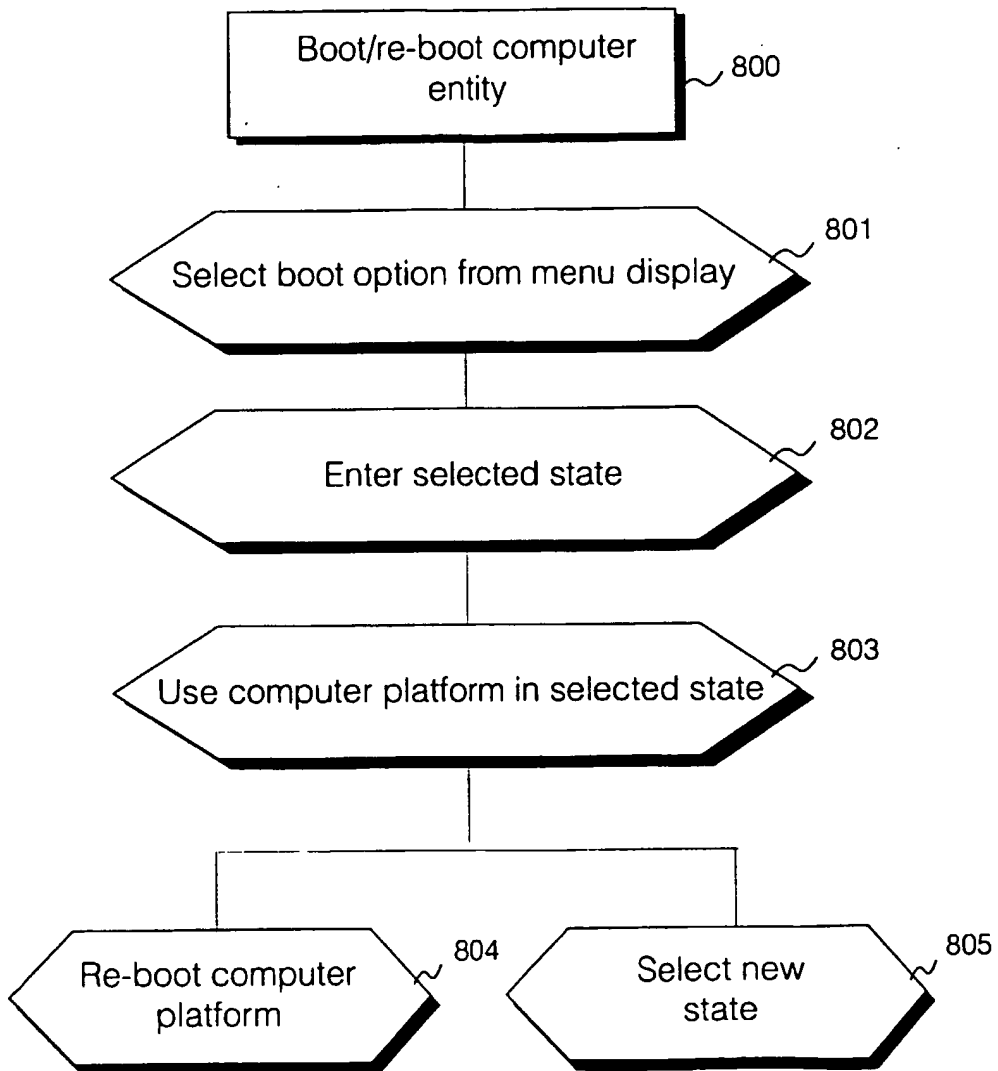 Boot/re-boot computer
entity
800
801
Select boot option from menu display
802
Enter selected state
803
Use computer platform in selected state
804
Re-boot computer
platform
805
Select new
state